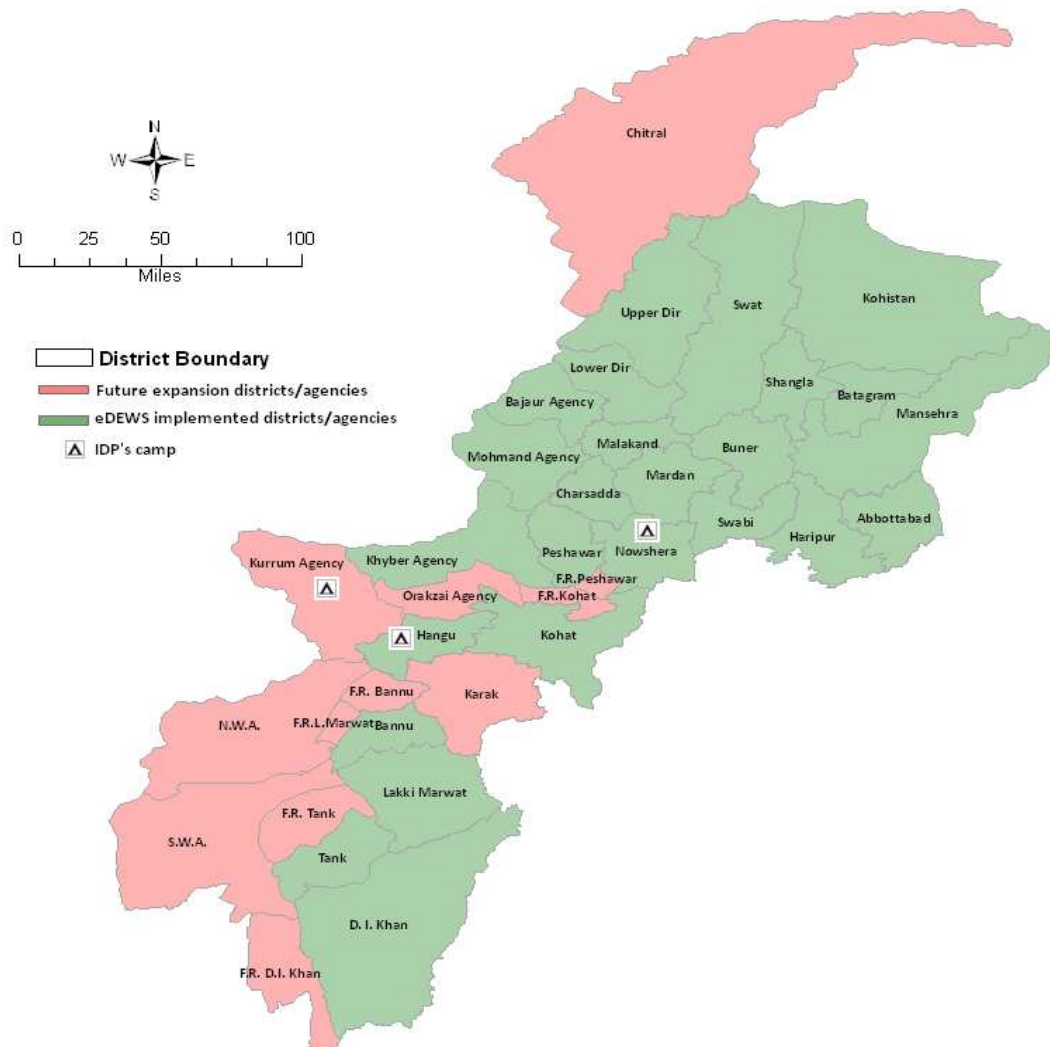 Chitral
N
W E
S
0 25 50 100
Miles
Kohistan
Swat
Upper Dir
District Boundary
Lower Dir
Shangla
Future expansion districts/agencies
Batagram
Bajaur Agency
Mansehra
eDEWS implemented districts/agencies
Malakand
Buner
IDP's camp
Mohmand Agency
Mardan
Charsadda
Abbottabad
Swabi
Haripur
Peshawar
Nowshera
Khyber Agency
Kurrum Agency
F.R.Peshawar
Orakzai Agency
F.R.Kohat
Hangu
Kohat
F.R. Bannu
Karak
N.W.A.
F.R.L.Marwat
Bannu
Lakki Marwat
F.R. Tank
S.W.A.
Tank
D. I. Khan
F.R. D.I. Khan